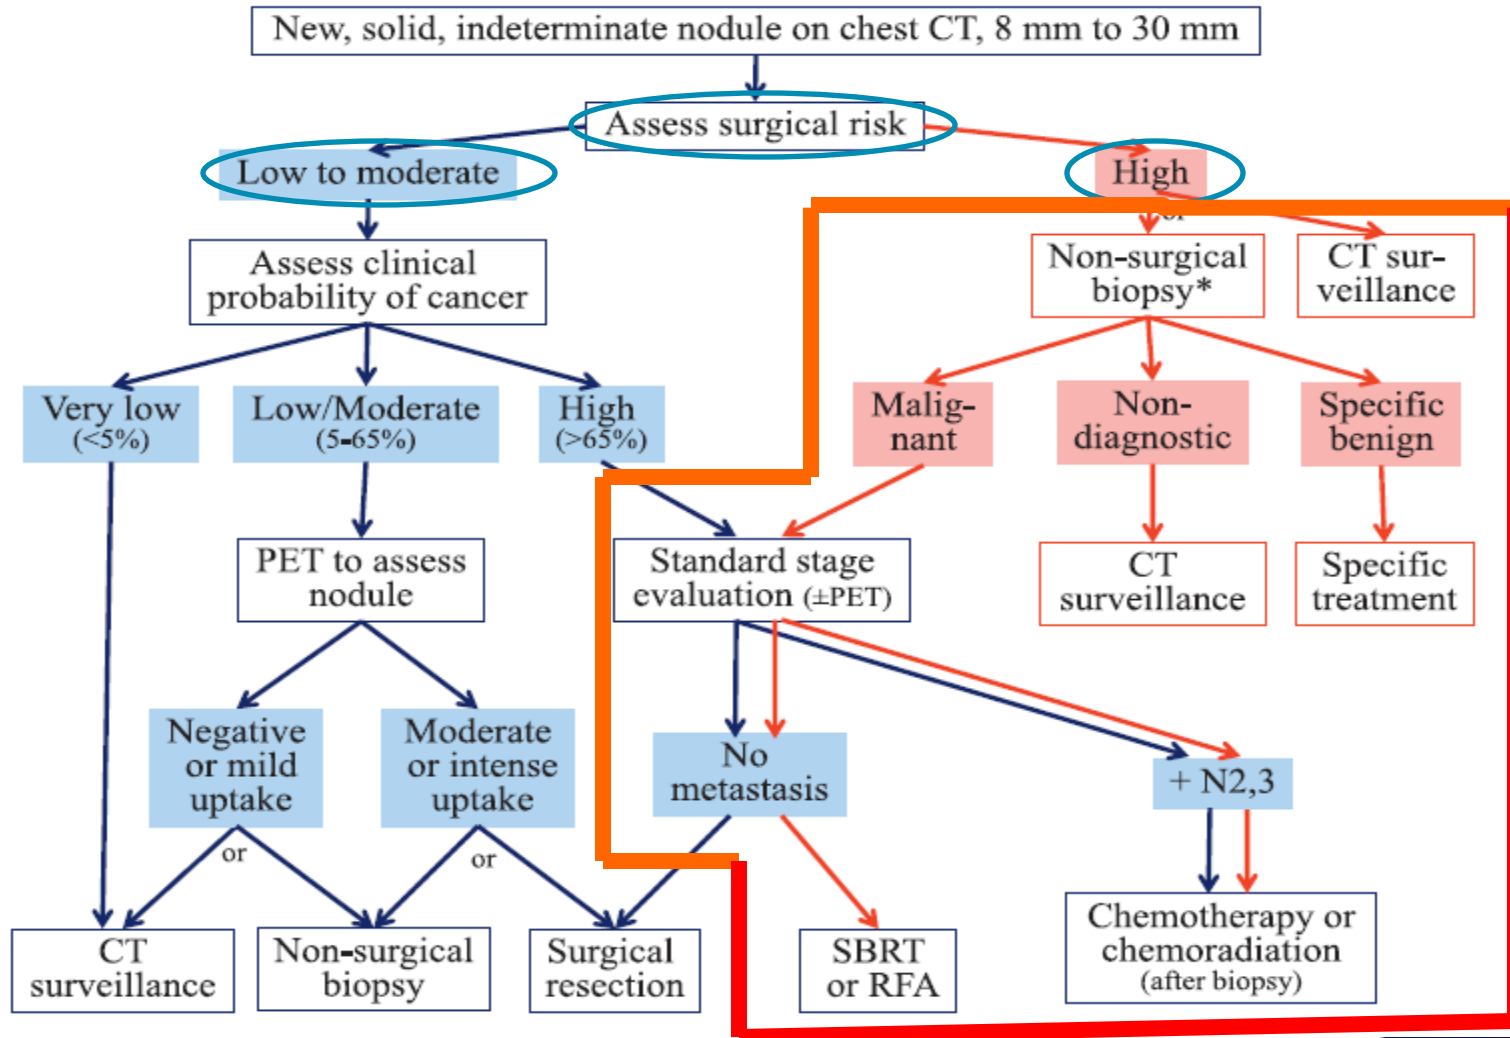 New, solid, indeterminate nodule on chest CT, 8 mm to 30 mm
Assess surgical risk
Low to moderate
High
or
Assess clinical
probability of cancer
Non-surgical
biopsy*
CT sur-
veillance
Very low
(<5%)
Low/Moderate
(5-65%)
High
(>65%)
Malig-
nant
Non-
diagnostic
Specific
benign
PET to assess
nodule
Standard stage
evaluation (±PET)
CT
surveillance
Specific
treatment
Negative
or mild
uptake
Moderate
or intense
uptake
No
metastasis
+ N2,3
or
or
CT
surveillance
Non-surgical
biopsy
Surgical
resection
SBRT
or RFA
Chemotherapy or
chemoradiation
(after biopsy)